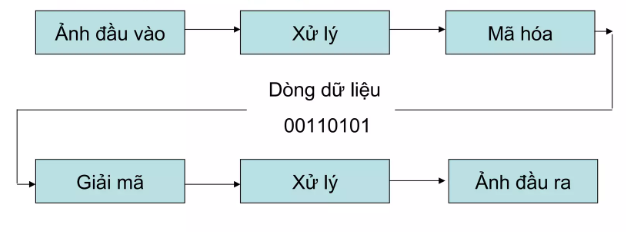 Ảnh đầu vào
Xử lý
Mã hóa
Dòng dữ liệu
00110101
Giải mã
Xử lý
Ảnh đầu ra